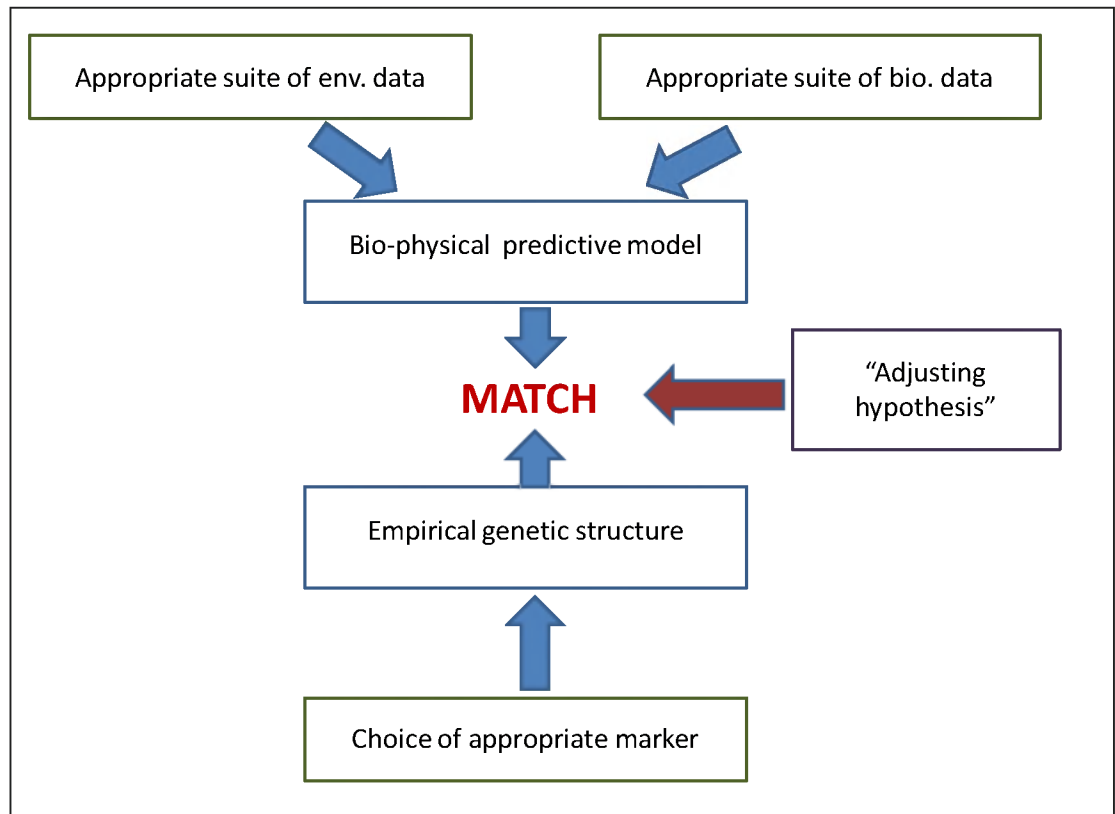 Appropriate suite of env. data
Appropriate suite of bio. data
Bio-physical predictive model
MATCH
“Adjusting
hypothesis”
Empirical genetic structure
Choice of appropriate marker